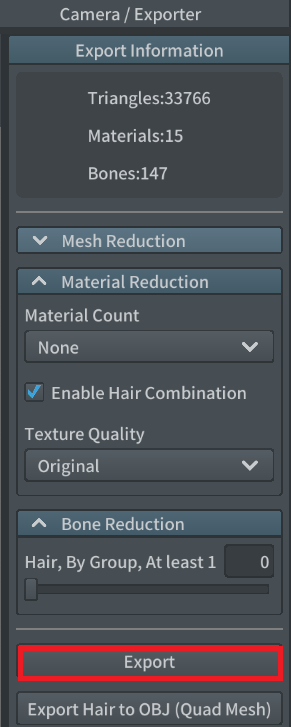 Camera / Exporter
Export Information
Triangles:33766
Materials:15
Bones:147
Mesh Reduction
Material Reduction
Material Count
None
Enable Hair Combination
Texture Quality
Original
Bone Reduction
Hair, By Group, At least 1 0
Export
Export Hair to OBJ (Quad Mesh)